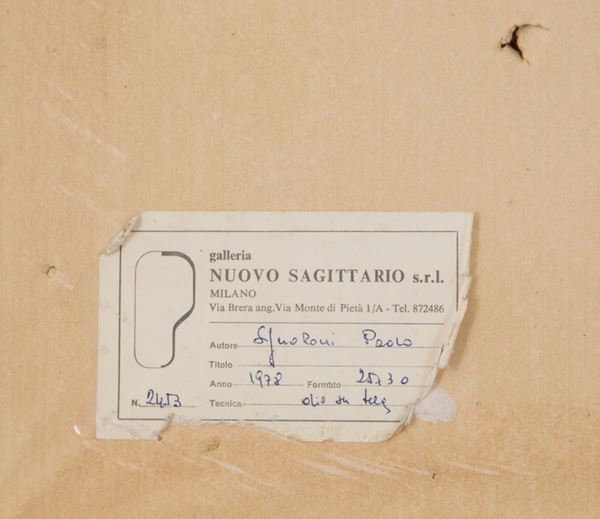 galleria
NUOVO SAGITTARIO s.r.l.
MILANO
Via Brera ang.Via Monte di Pietà 1/A - Tel. 872486
Autore Signoroni Paolo
Titolo
Anno 1978 Formato 25x30
N. 2453 Tecnica olio su tela